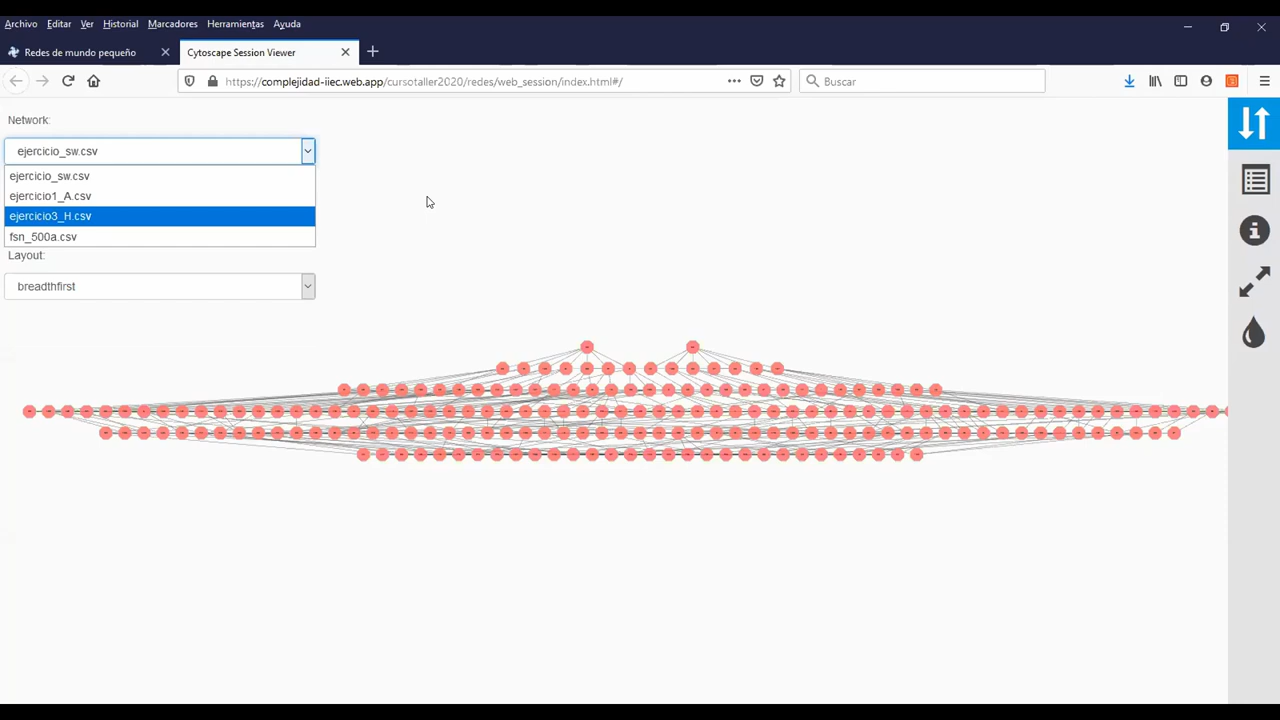 Archivo Editar Ver Historial Marcadores Herramientas Ayuda
Redes de mundo pequeño
Cytoscape Session Viewer
https://complejidad-iiec.web.app/cursotaller2020/redes/web_session/index.html#/
Buscar
Network:
ejercicio_sw.csv
ejercicio_sw.csv
ejercicio1_A.csv
ejercicio3_H.csv
fsn_500a.csv
Layout:
breadthfirst